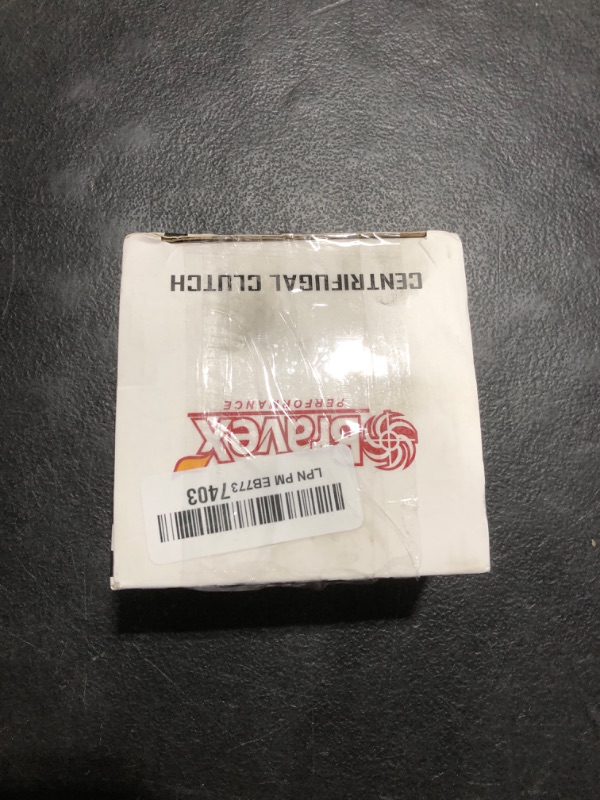 LPN PM EB773 7403
bravex
PERFORMANCE
CENTRIFUGAL CLUTCH